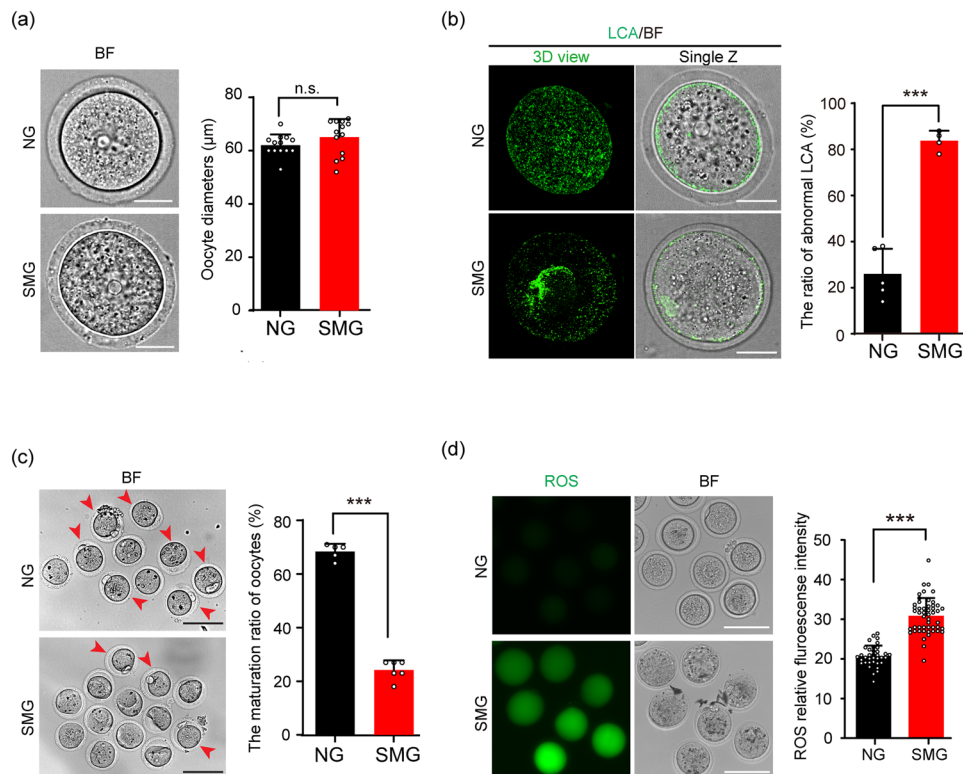 (a)
BF
NG
SMG
Oocyte diameters (μm)
80
60
40
20
0
n.s.
NG
SMG
(b)
LCA/BF
3D view
Single Z
NG
SMG
The ratio of abnormal LCA (%)
100
80
60
40
20
0
***
NG
SMG
(c)
BF
NG
SMG
The maturation ratio of oocytes (%)
80
60
40
20
0
***
NG
SMG
(d)
ROS
BF
NG
SMG
ROS relative fluroescense intensity
50
40
30
20
10
0
***
NG
SMG